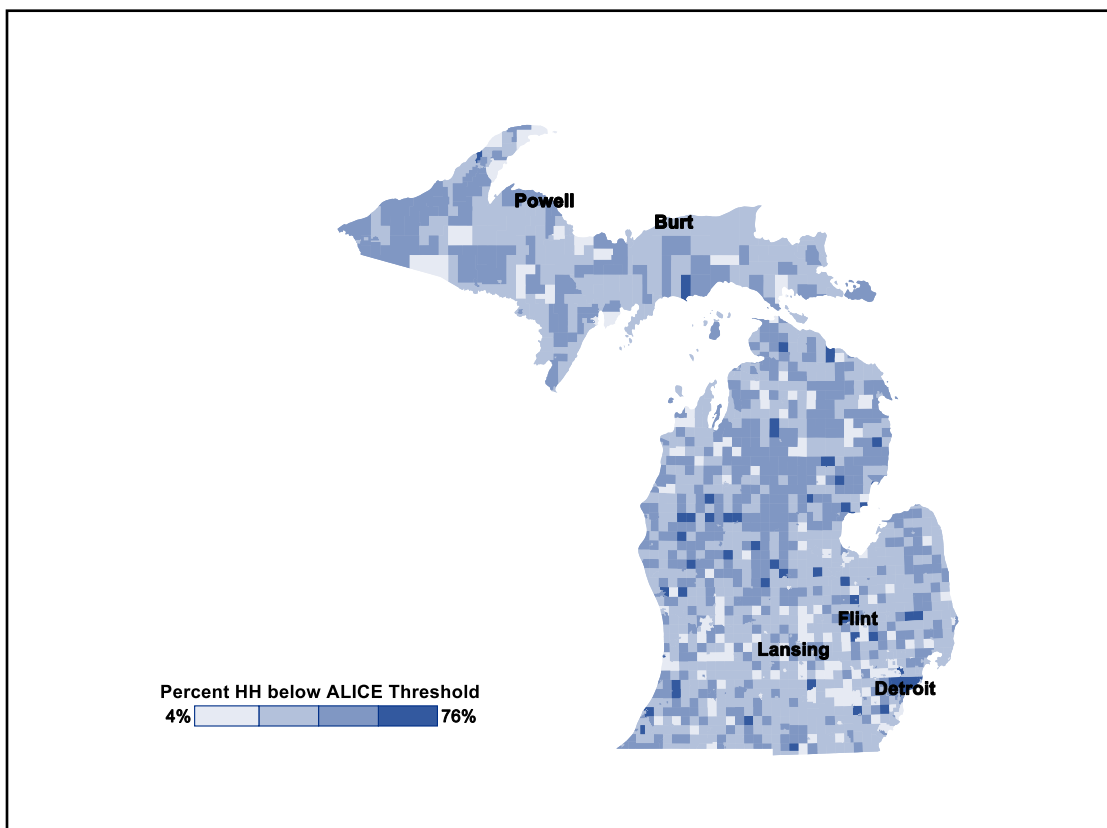 Powell
Burt
Flint
Lansing
Detroit
Percent HH below ALICE Threshold
4% 76%